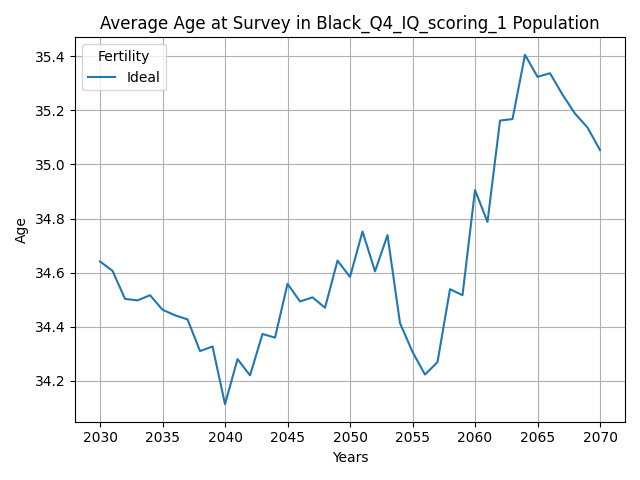 Average Age at Survey in Black_Q4_IQ_scoring_1 Population
Fertility
Ideal
Age
35.4
35.2
35.0
34.8
34.6
34.4
34.2
2030 2035 2040 2045 2050 2055 2060 2065 2070
Years